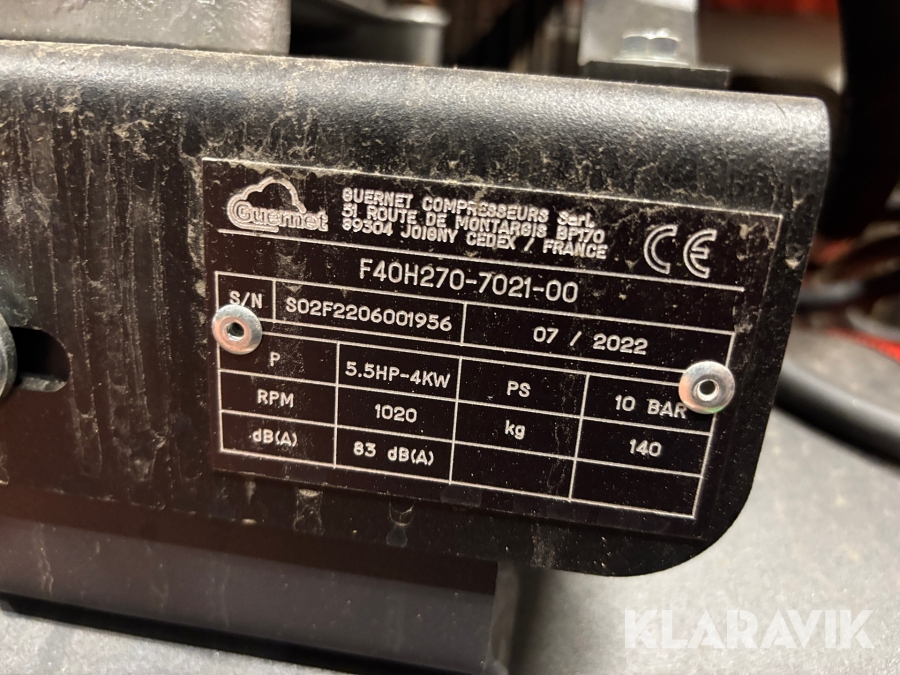 Guernet
GUERNET COMPRESSEURS SarL
31 ROUTE DE MONTARGIS BP170
89304 JOIGNY CEDEX / FRANCE
CE
F40H270-7021-00
S/N S02F2206001956 07 / 2022
P 5.5HP-4KW PS 10 BAR
RPM 1020 kg 140
dB(A) 83 dB(A)
KLARAVIK